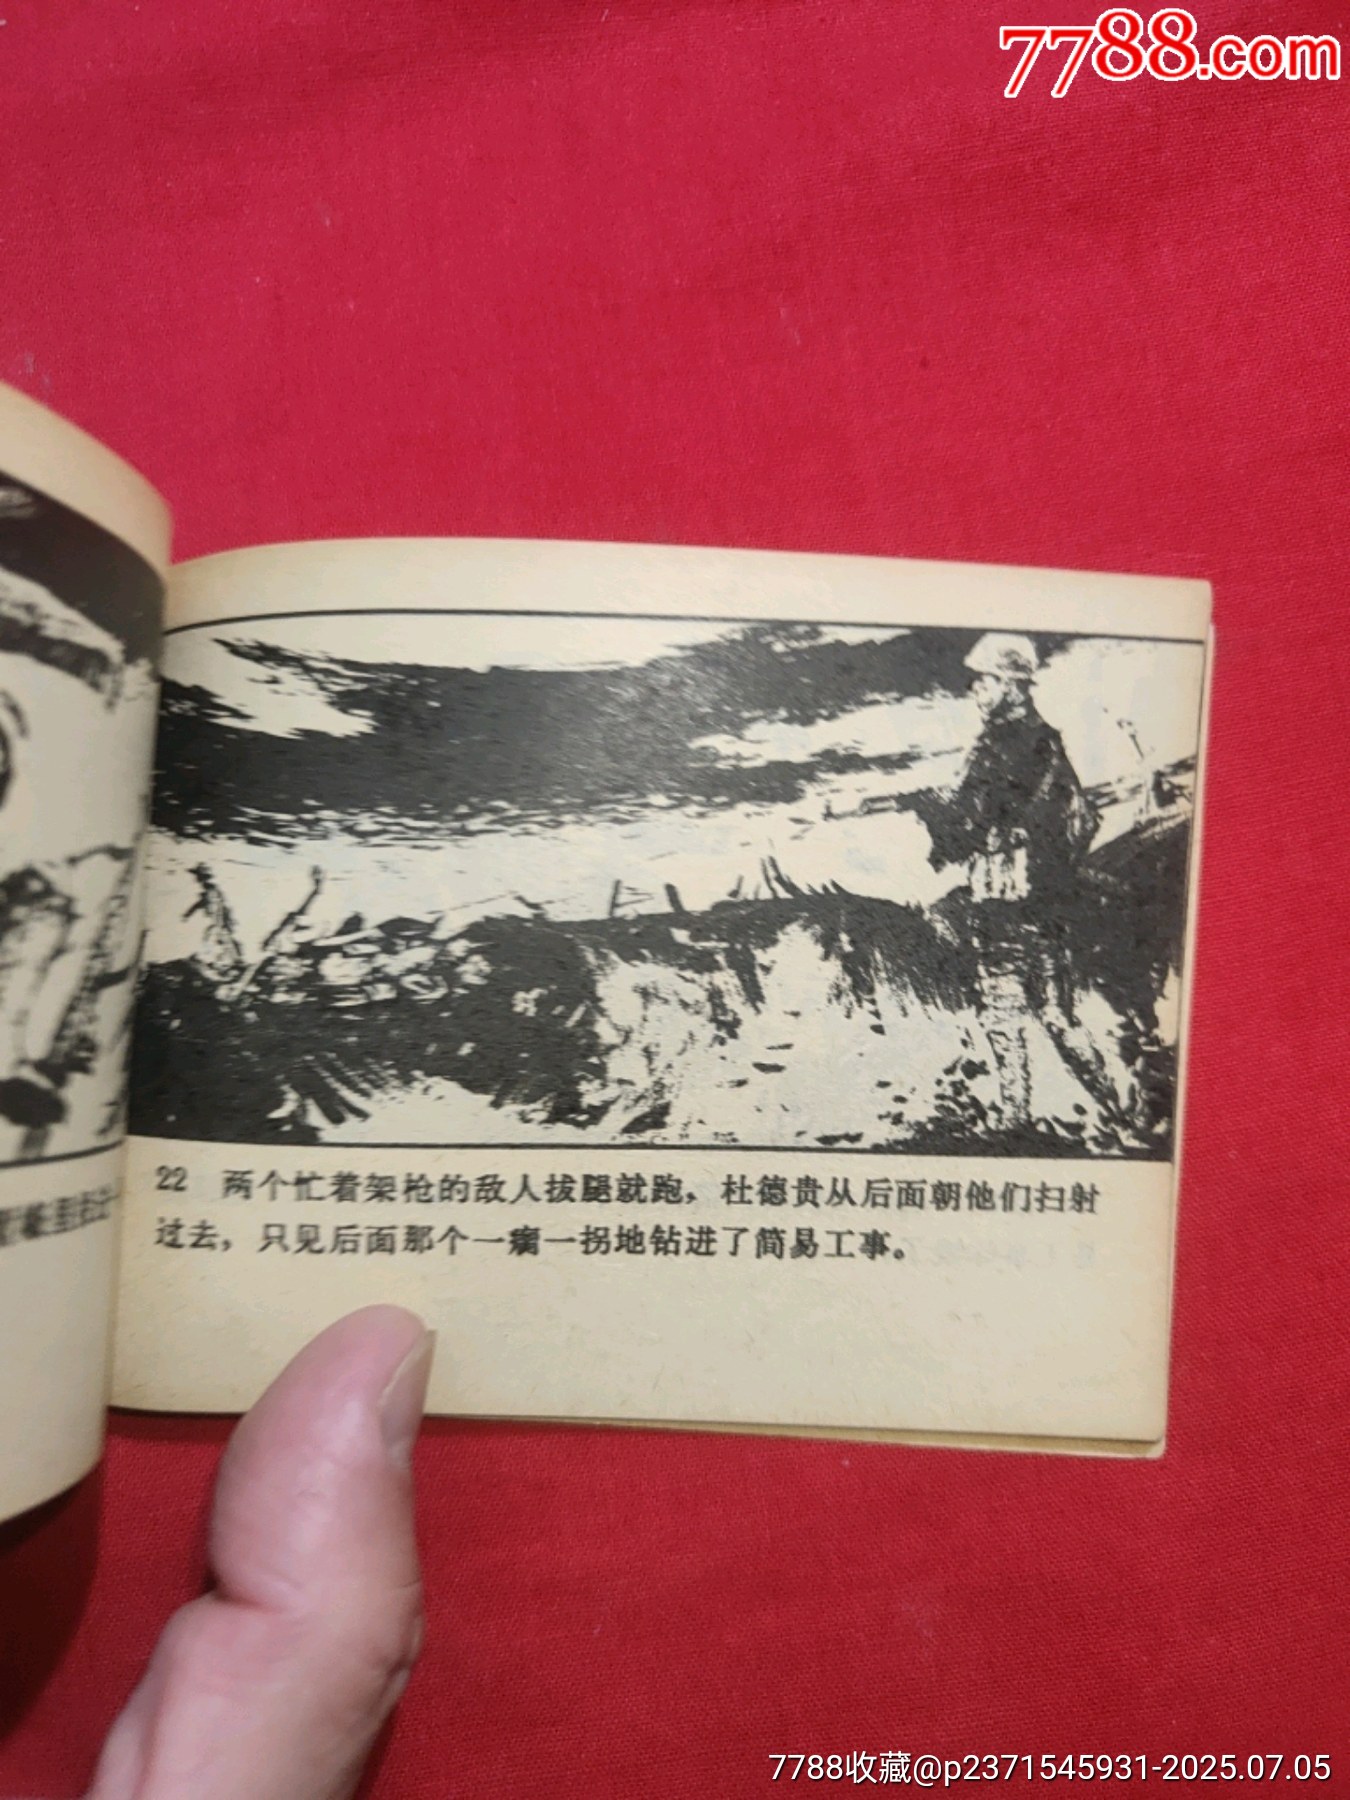 7788.com
22 两个忙着架枪的敌人拔腿就跑，杜德贵从后面朝他们扫射
过去，只见后面那个一瘸一拐地钻进了简易工事。
7788收藏@p2371545931-2025.07.05